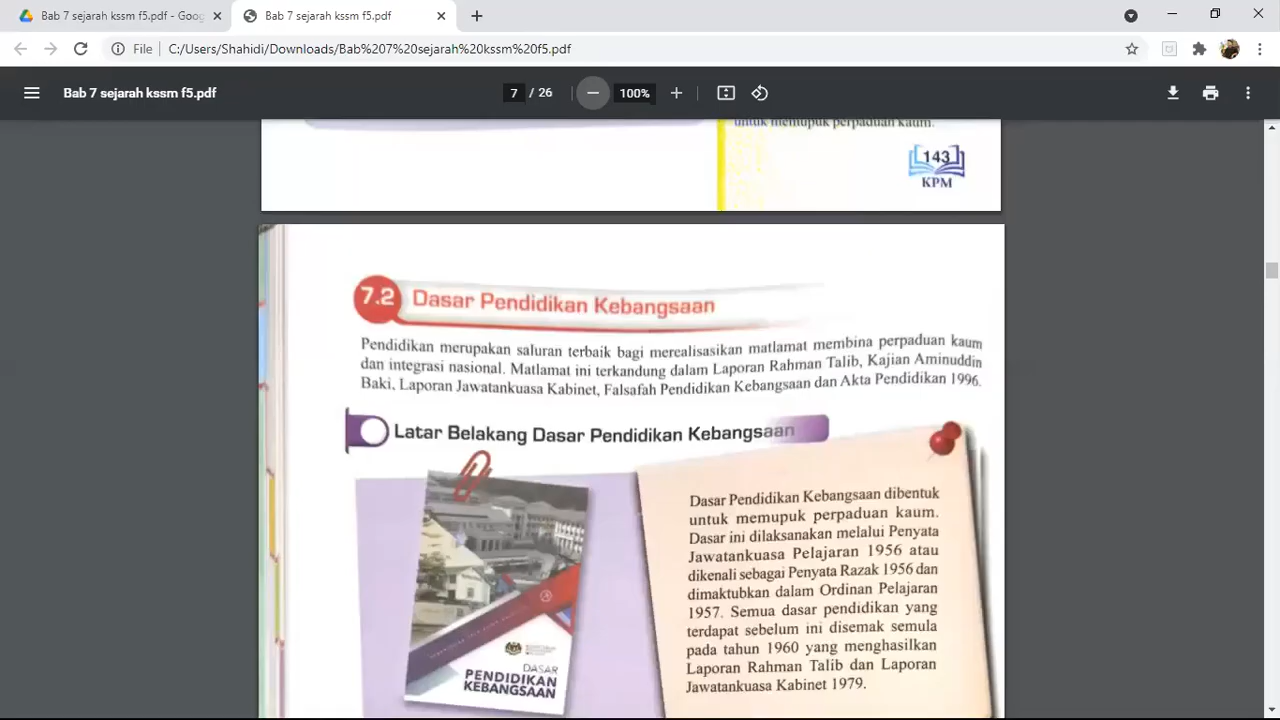 Bab 7 sejarah kssm f5.pdf - Goog
Bab 7 sejarah kssm f5.pdf
File
C:/Users/Shahidi/Downloads/Bab%207%20sejarah%20kssm%20f5.pdf
Bab 7 sejarah kssm f5.pdf
7 / 26
100%
untuk memupuk perpaduan kaum.
143
KPM
7.2 Dasar Pendidikan Kebangsaan
Pendidikan merupakan saluran terbaik bagi merealisasikan matlamat membina perpaduan kaum
dan integrasi nasional. Matlamat ini terkandung dalam Laporan Rahman Talib, Kajian Aminuddin
Baki, Laporan Jawatankuasa Kabinet, Falsafah Pendidikan Kebangsaan dan Akta Pendidikan 1996.
Latar Belakang Dasar Pendidikan Kebangsaan
Dasar Pendidikan Kebangsaan dibentuk
untuk memupuk perpaduan kaum.
Dasar ini dilaksanakan melalui Penyata
Jawatankuasa Pelajaran 1956 atau
dikenali sebagai Penyata Razak 1956 dan
dimaktubkan dalam Ordinan Pelajaran
1957. Semua dasar pendidikan yang
terdapat sebelum ini disemak semula
pada tahun 1960 yang menghasilkan
Laporan Rahman Talib dan Laporan
Jawatankuasa Kabinet 1979.
DASAR
PENDIDIKAN
KEBANGSAAN